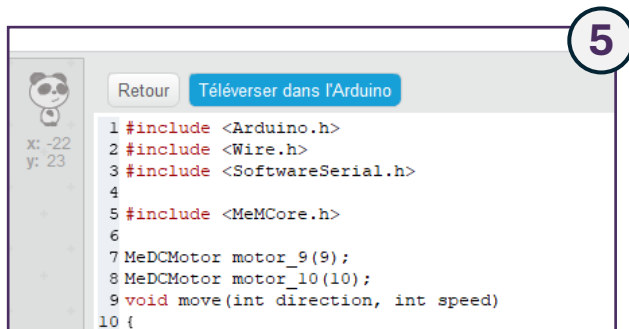 5
Retour Téléverser dans l'Arduino
x: -22
y: 23
1 #include <Arduino.h>
2 #include <Wire.h>
3 #include <SoftwareSerial.h>
4
5 #include <MeMCore.h>
6
7 MeDCMotor motor_9(9);
8 MeDCMotor motor_10(10);
9 void move(int direction, int speed)
10 {